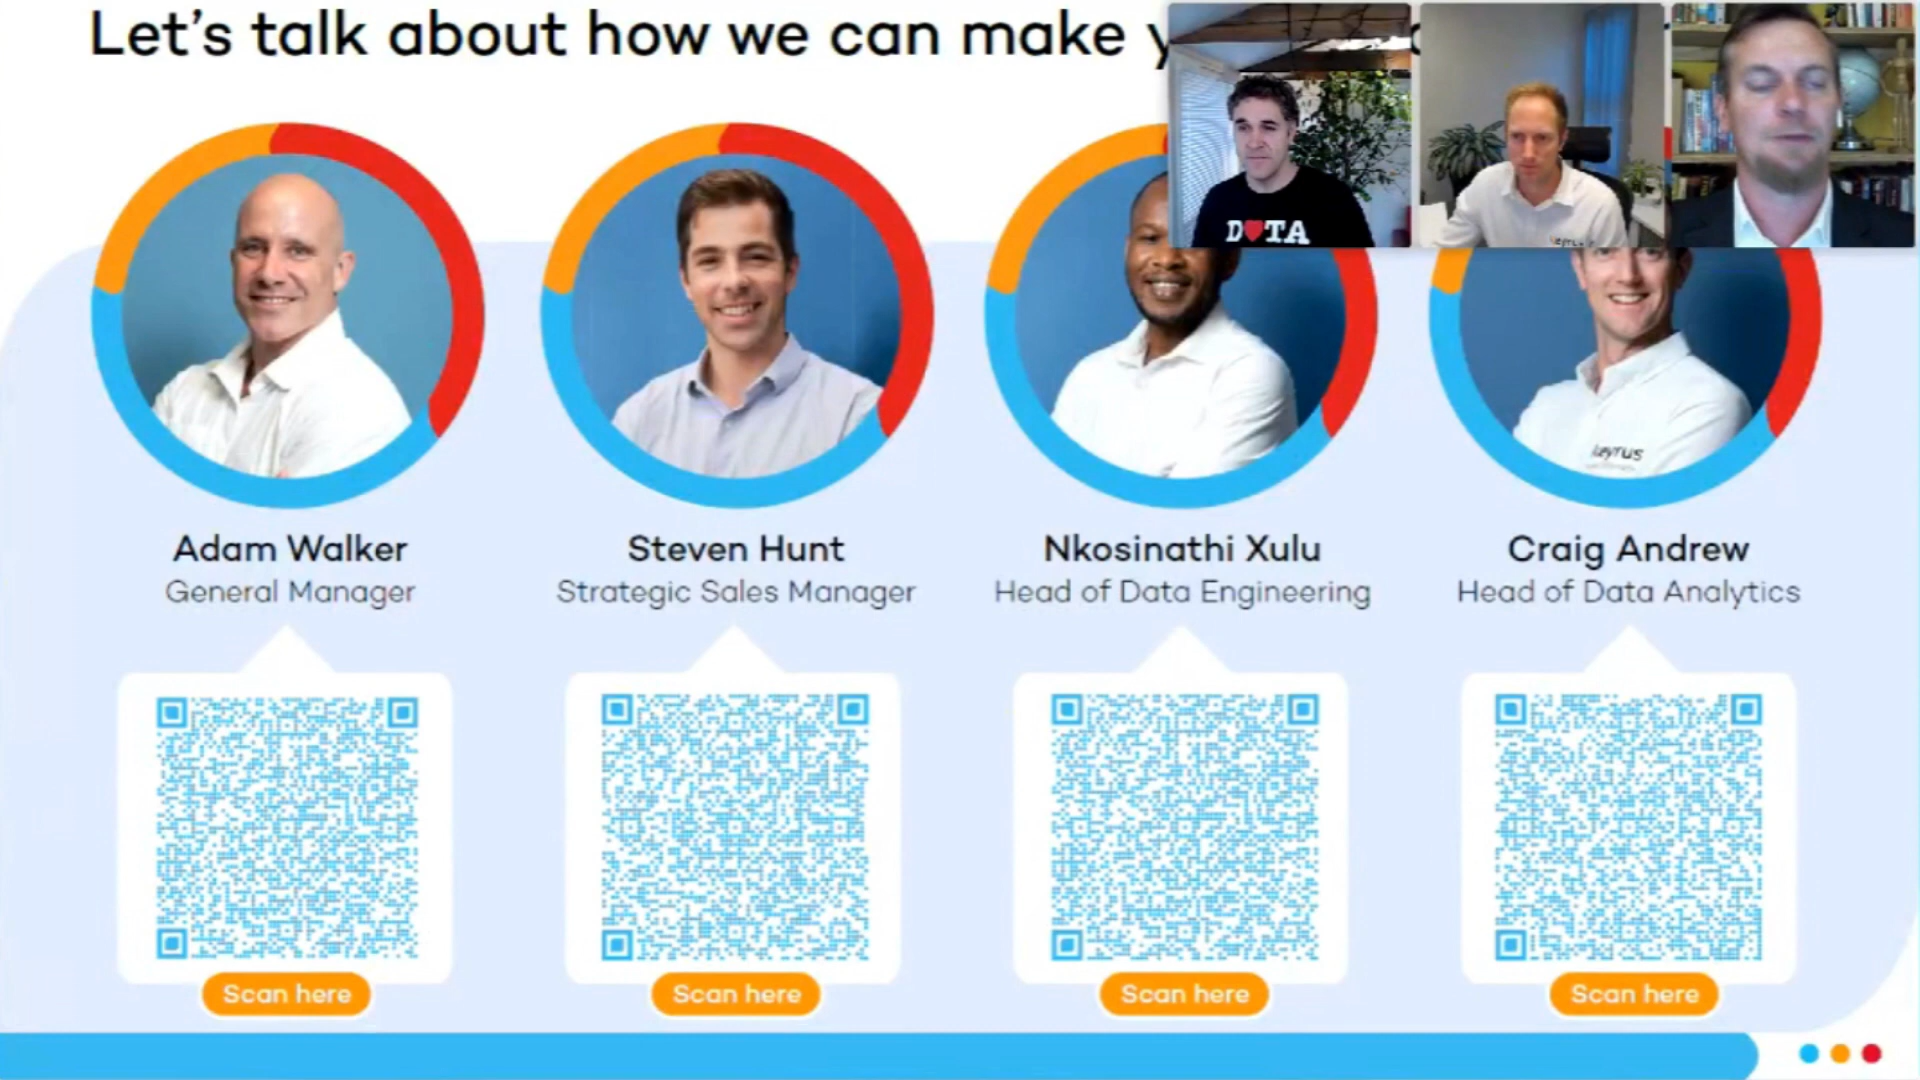 Let's talk about how we can make
D♥TA
keyrus
Adam Walker
General Manager
Steven Hunt
Strategic Sales Manager
Nkosinathi Xulu
Head of Data Engineering
Craig Andrew
Head of Data Analytics
Scan here
Scan here
Scan here
Scan here